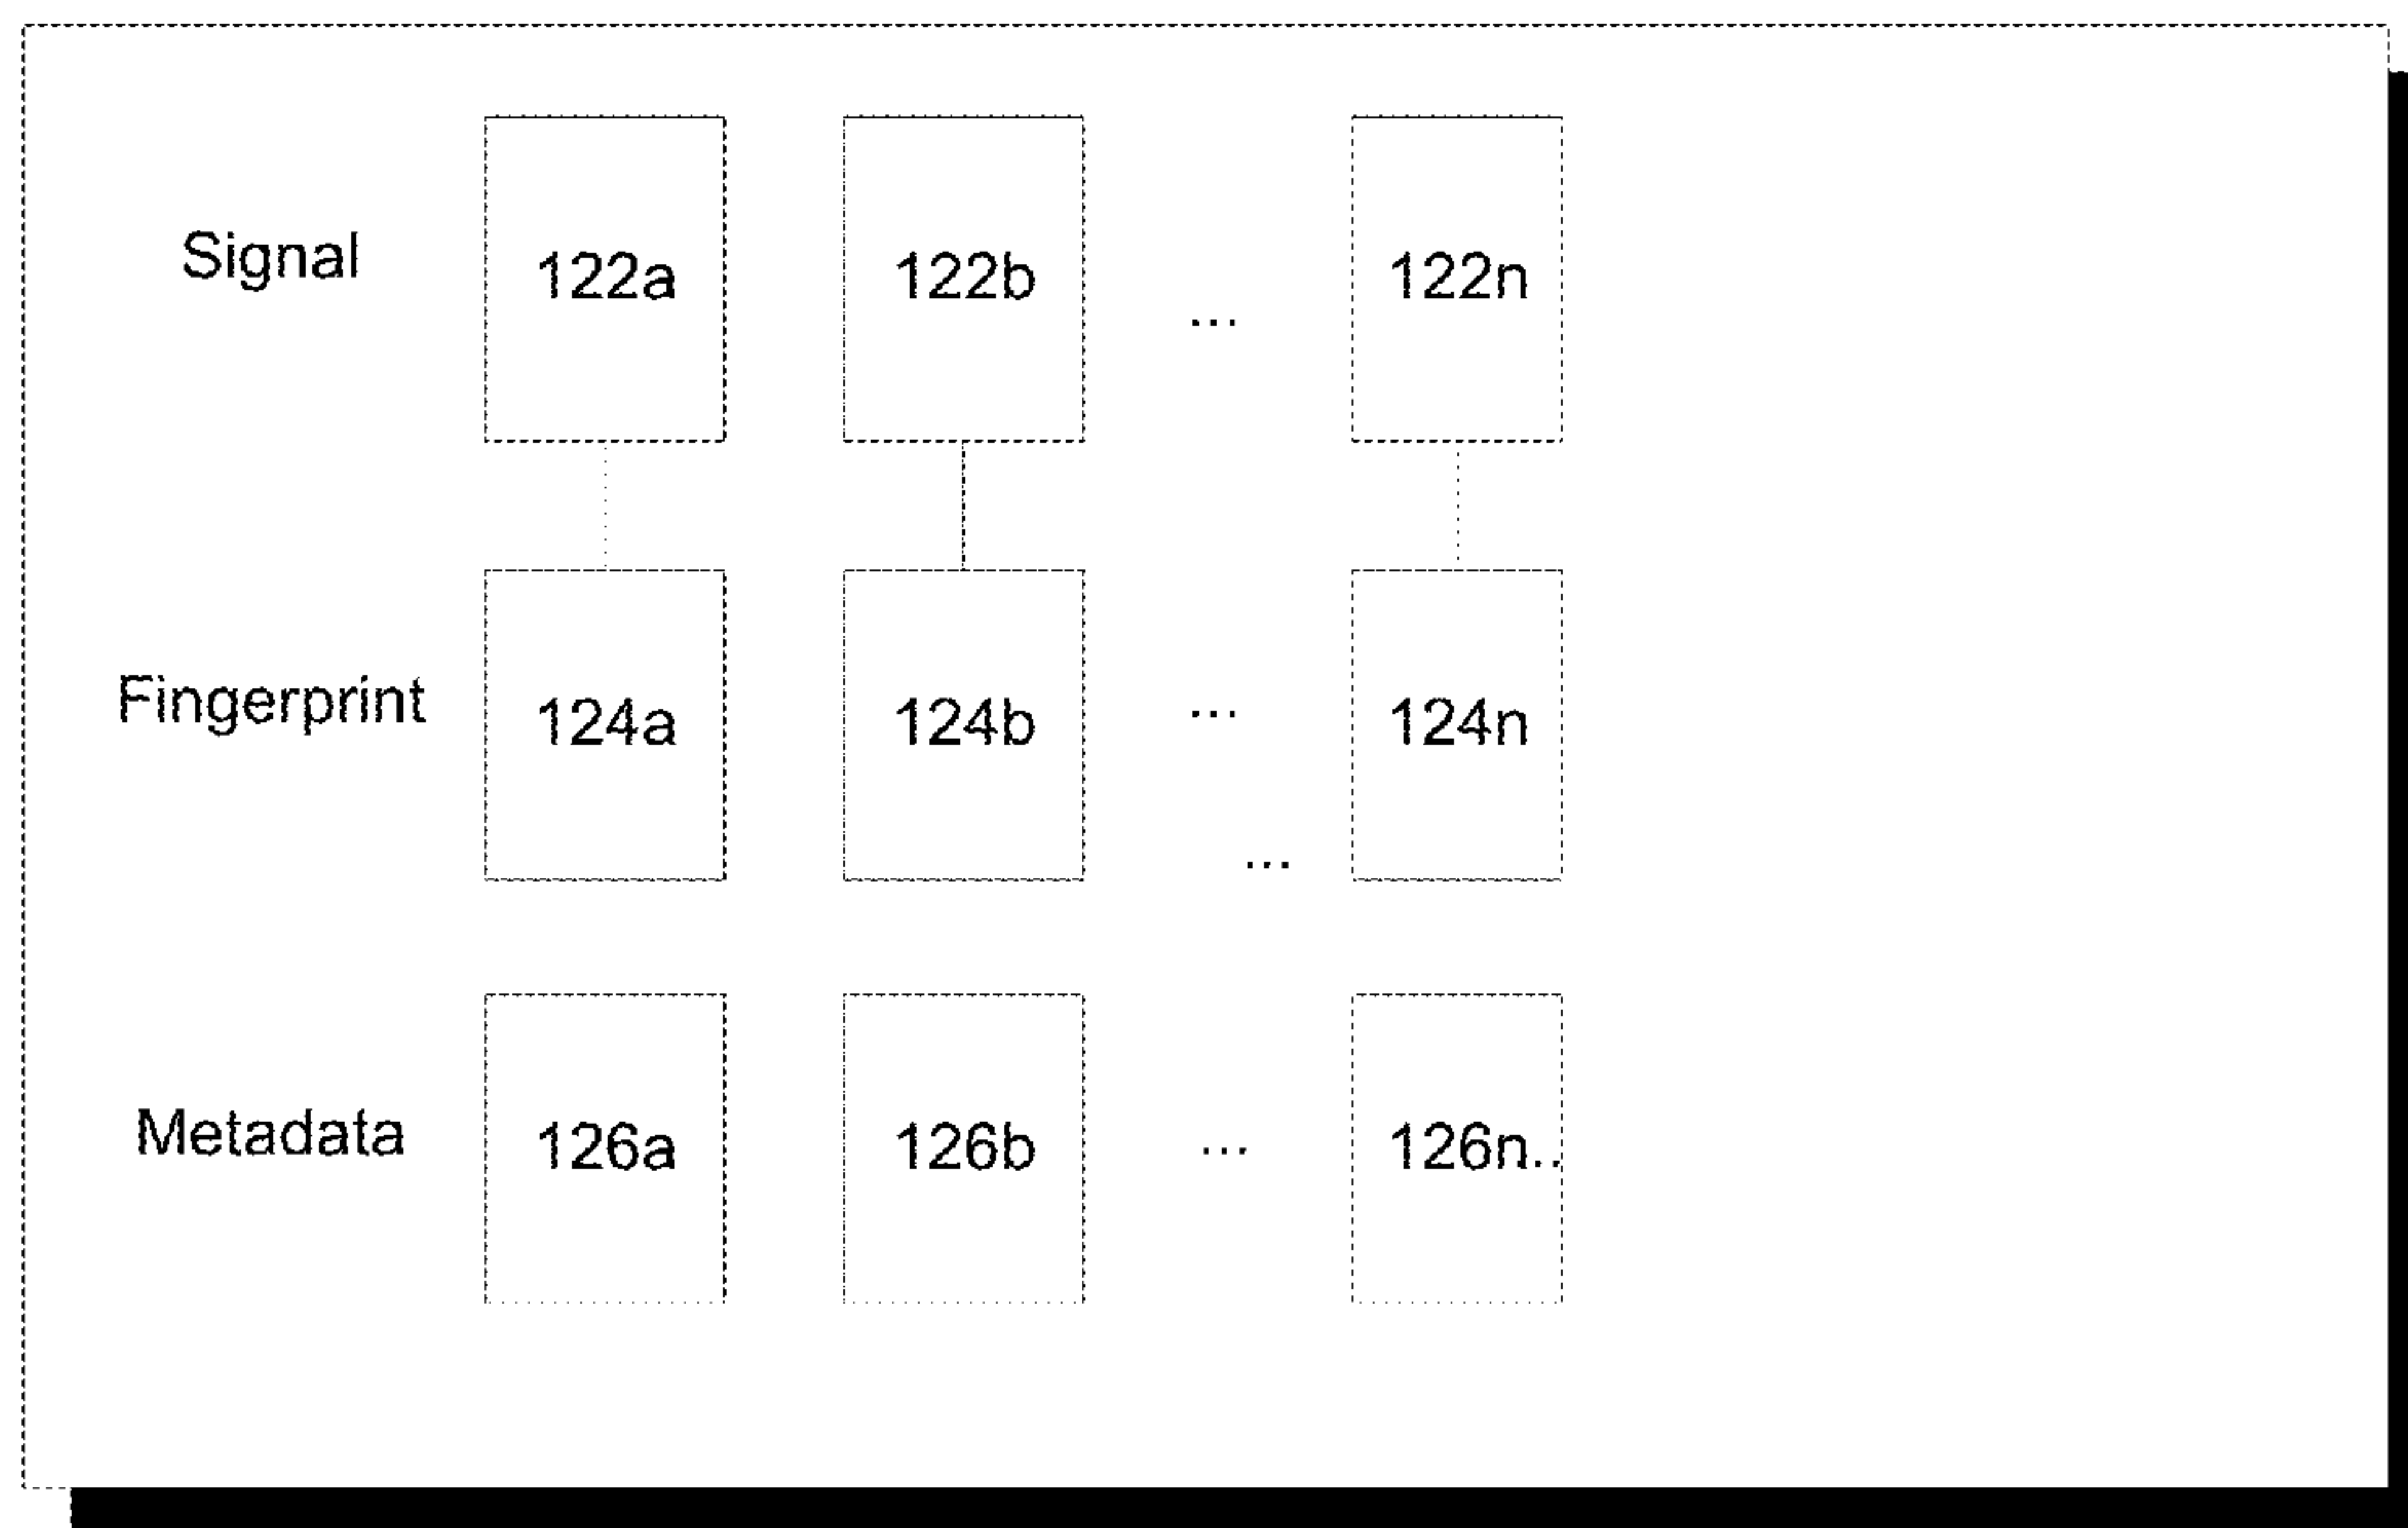 Signal 122a 122b ... 122n
Fingerprint 124a 124b ... 124n
...
Metadata 126a 126b ... 126n..